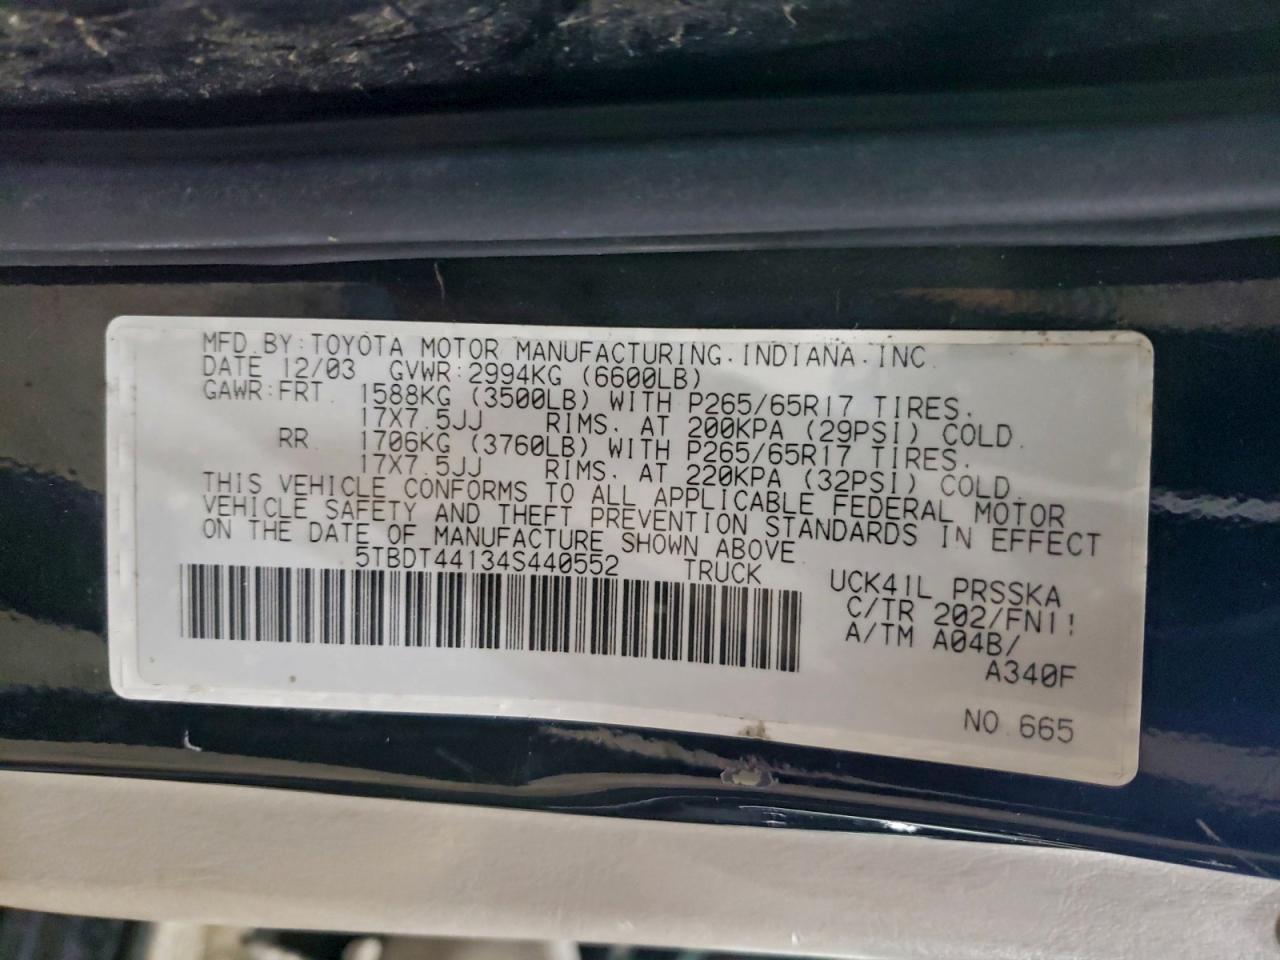 MFD. BY: TOYOTA MOTOR MANUFACTURING. INDIANA. INC.
DATE 12/03 GVWR: 2994KG (6600LB)
GAWR: FRT. 1588KG (3500LB) WITH P265/65R17 TIRES.
17X7.5JJ RIMS. AT 200KPA (29PSI) COLD.
RR. 1706KG (3760LB) WITH P265/65R17 TIRES.
17X7.5JJ RIMS. AT 220KPA (32PSI) COLD.
THIS VEHICLE CONFORMS TO ALL APPLICABLE FEDERAL MOTOR
VEHICLE SAFETY AND THEFT PREVENTION STANDARDS IN EFFECT
ON THE DATE OF MANUFACTURE SHOWN ABOVE.
5TBDT44134S440552 TRUCK
UCK41L PRSSKA
C/TR 202/FN11
A/TM A04B/
A340F
NO. 665